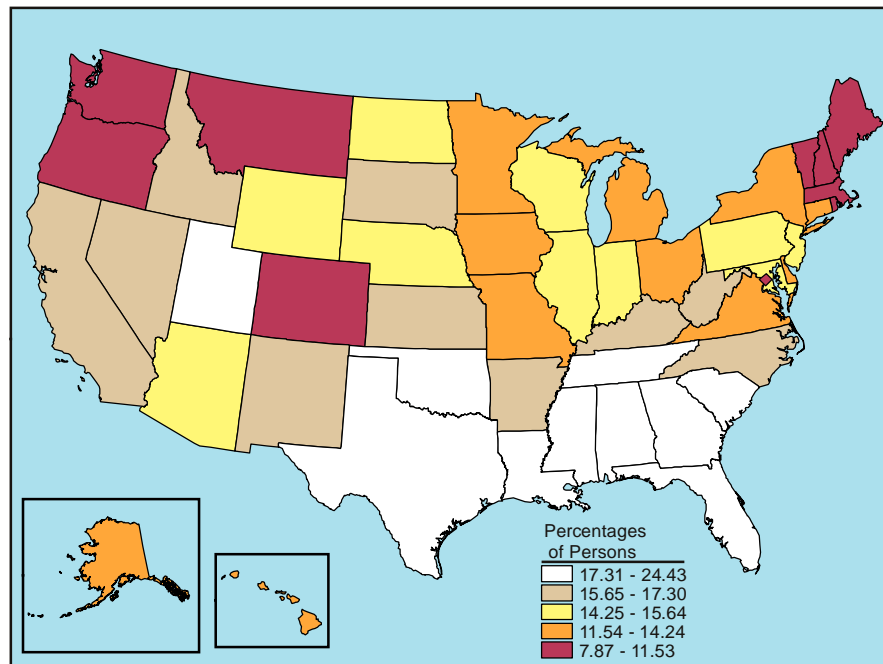 Percentages
of Persons
17.31 - 24.43
15.65 - 17.30
14.25 - 15.64
11.54 - 14.24
7.87 - 11.53